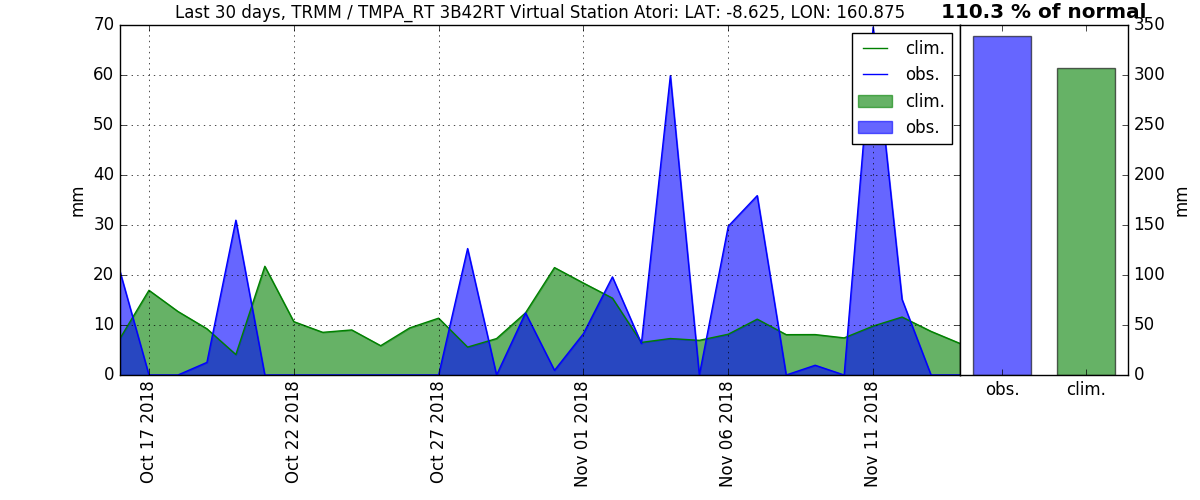 Last 30 days, TRMM / TMPA_RT 3B42RT Virtual Station Atori: LAT: -8.625, LON: 160.875
110.3 % of normal
70
60
50
40
30
20
10
0
mm
clim.
obs.
clim.
obs.
350
300
250
200
150
100
50
0
mm
Oct 17 2018
Oct 22 2018
Oct 27 2018
Nov 01 2018
Nov 06 2018
Nov 11 2018
obs.
clim.